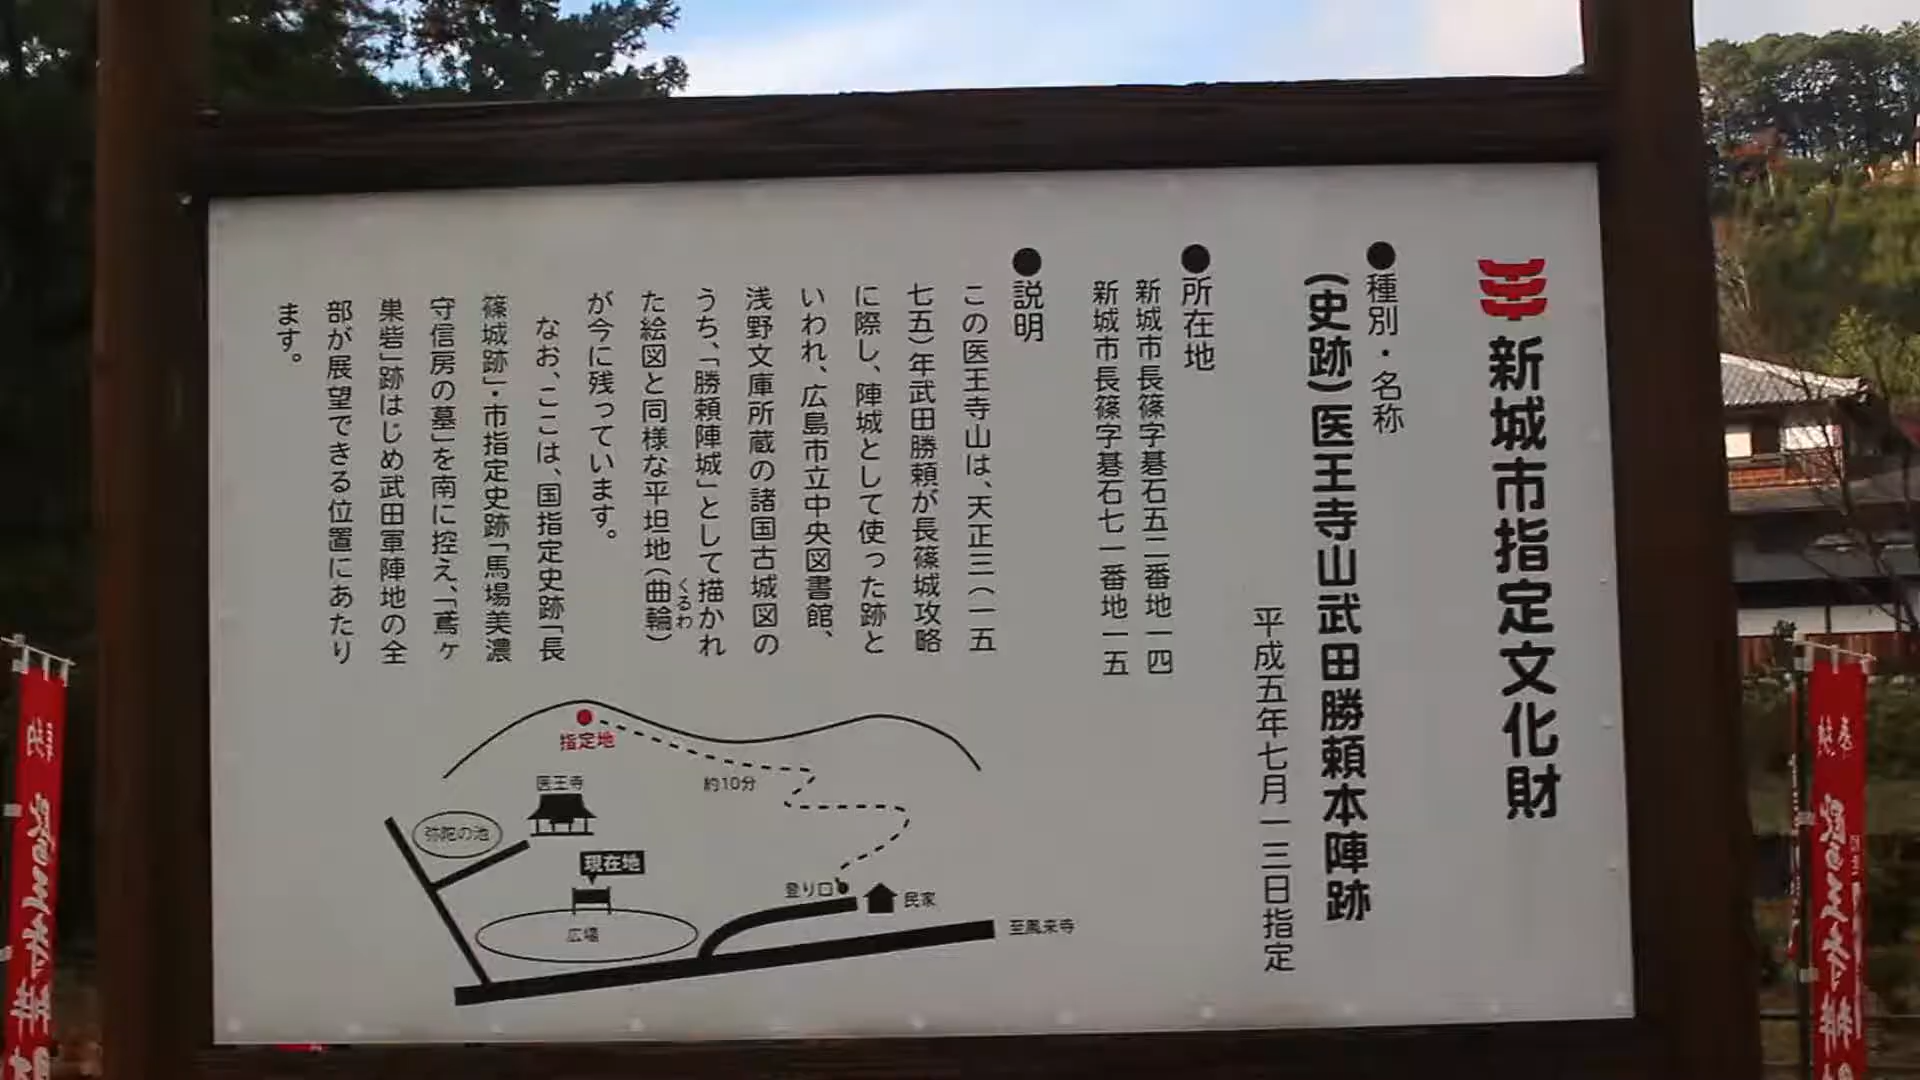 新城市指定文化財
●種別・名称
(史跡)医王寺山武田勝頼本陣跡
平成五年七月一三日指定
●所在地
新城市長篠字碁石五二番地一四
新城市長篠字碁石七一番地一五
●説明
この医王寺山は、天正三(一五
七五)年武田勝頼が長篠城攻略
に際し、陣城として使った跡と
いわれ、広島市立中央図書館、
浅野文庫所蔵の諸国古城図の
うち、「勝頼陣城」として描かれ
た絵図と同様な平坦地(曲輪)
くるわ
が今に残っています。
なお、ここは、国指定史跡「長
篠城跡」・市指定史跡「馬場美濃
守信房の墓」を南に控え、「鳶ヶ
巣砦」跡はじめ武田軍陣地の全
部が展望できる位置にあたり
ます。
指定地
約10分
医王寺
弥陀の池
現在地
登り口
民家
広場
至鳳来寺
奉納
奉納